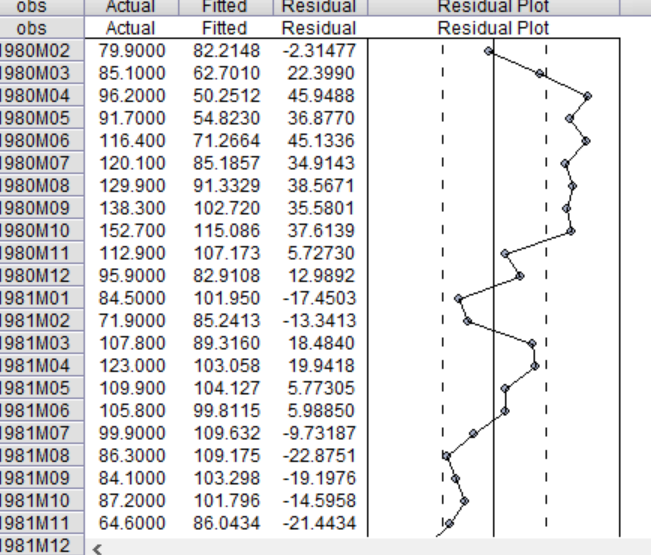 obs Actual Fitted Residual Residual Plot
obs Actual Fitted Residual Residual Plot
1980M02 79.9000 82.2148 -2.31477
1980M03 85.1000 62.7010 22.3990
1980M04 96.2000 50.2512 45.9488
1980M05 91.7000 54.8230 36.8770
1980M06 116.400 71.2664 45.1336
1980M07 120.100 85.1857 34.9143
1980M08 129.900 91.3329 38.5671
1980M09 138.300 102.720 35.5801
1980M10 152.700 115.086 37.6139
1980M11 112.900 107.173 5.72730
1980M12 95.9000 82.9108 12.9892
1981M01 84.5000 101.950 -17.4503
1981M02 71.9000 85.2413 -13.3413
1981M03 107.800 89.3160 18.4840
1981M04 123.000 103.058 19.9418
1981M05 109.900 104.127 5.77305
1981M06 105.800 99.8115 5.98850
1981M07 99.9000 109.632 -9.73187
1981M08 86.3000 109.175 -22.8751
1981M09 84.1000 103.298 -19.1976
1981M10 87.2000 101.796 -14.5958
1981M11 64.6000 86.0434 -21.4434
1981M12